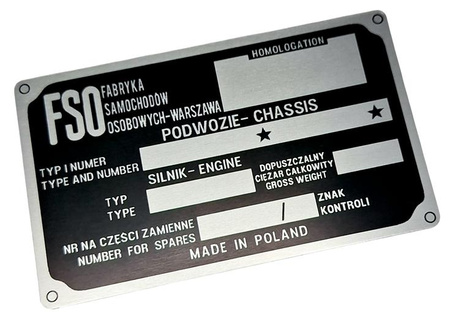 HOMOLOGATION
FSO
FABRYKA
SAMOCHODÓW
OSOBOWYCH-WARSZAWA
PODWOZIE- CHASSIS
TYP I NUMER
TYPE AND NUMBER
SILNIK- ENGINE
TYP
TYPE
DOPUSZCZALNY
CIĘŻAR CAŁKOWITY
GROSS WEIGHT
NR NA CZĘSCI ZAMIENNE
NUMBER FOR SPARES
/
ZNAK
KONTROLI
MADE IN POLAND